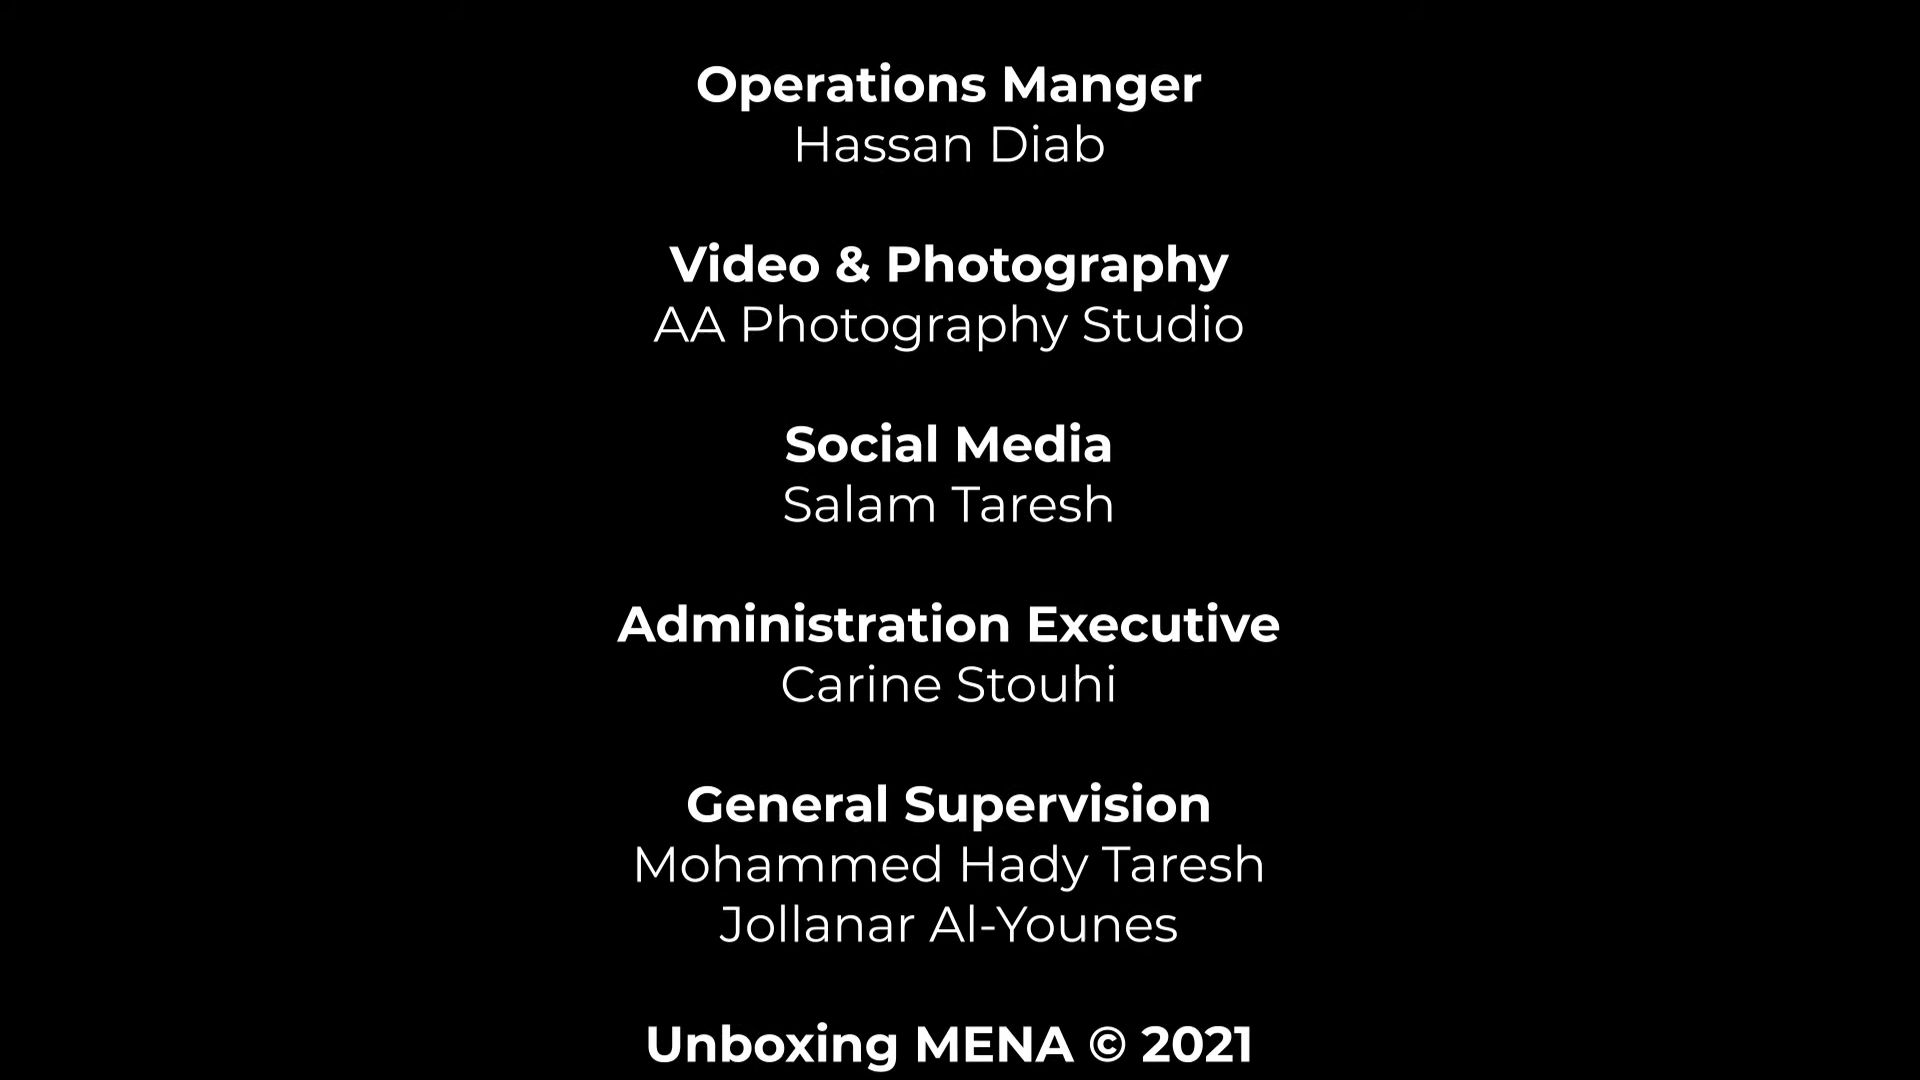 Operations Manger
Hassan Diab
Video & Photography
AA Photography Studio
Social Media
Salam Taresh
Administration Executive
Carine Stouhi
General Supervision
Mohammed Hady Taresh
Jollanar Al-Younes
Unboxing MENA © 2021